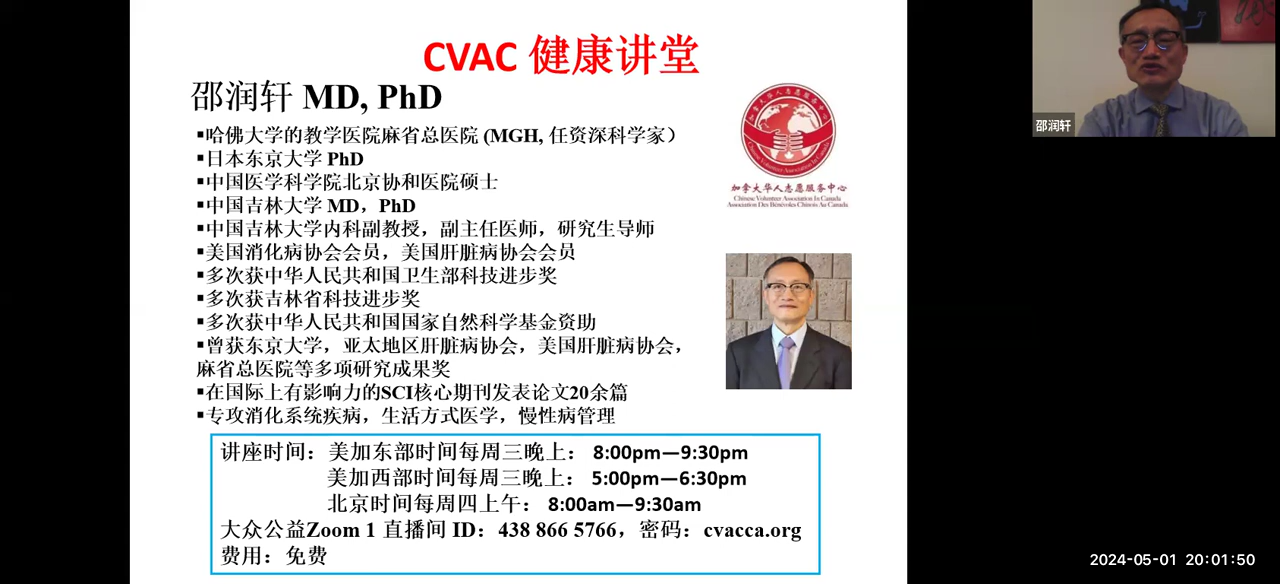 CVAC 健康讲堂
邵润轩 MD, PhD
▪哈佛大学的教学医院麻省总医院 (MGH, 任资深科学家）
▪日本东京大学 PhD
▪中国医学科学院北京协和医院硕士
▪中国吉林大学 MD，PhD
▪中国吉林大学内科副教授，副主任医师，研究生导师
▪美国消化病协会会员，美国肝脏病协会会员
▪多次获中华人民共和国卫生部科技进步奖
▪多次获吉林省科技进步奖
▪多次获中华人民共和国国家自然科学基金资助
▪曾获东京大学，亚太地区肝脏病协会，美国肝脏病协会，
麻省总医院等多项研究成果奖
▪在国际上有影响力的SCI核心期刊发表论文20余篇
▪专攻消化系统疾病，生活方式医学，慢性病管理
加拿大华人志愿服务中心
Chinese Volunteer Association In Canada
加拿大华人志愿服务中心
Chinese Volunteer Association In Canada
Association Des Bénévoles Chinois Au Canada
讲座时间：美加东部时间每周三晚上： 8:00pm—9:30pm
美加西部时间每周三晚上： 5:00pm—6:30pm
北京时间每周四上午： 8:00am—9:30am
大众公益Zoom 1 直播间 ID：438 866 5766，密码：cvacca.org
费用：免费
邵润轩
2024-05-01 20:01:50